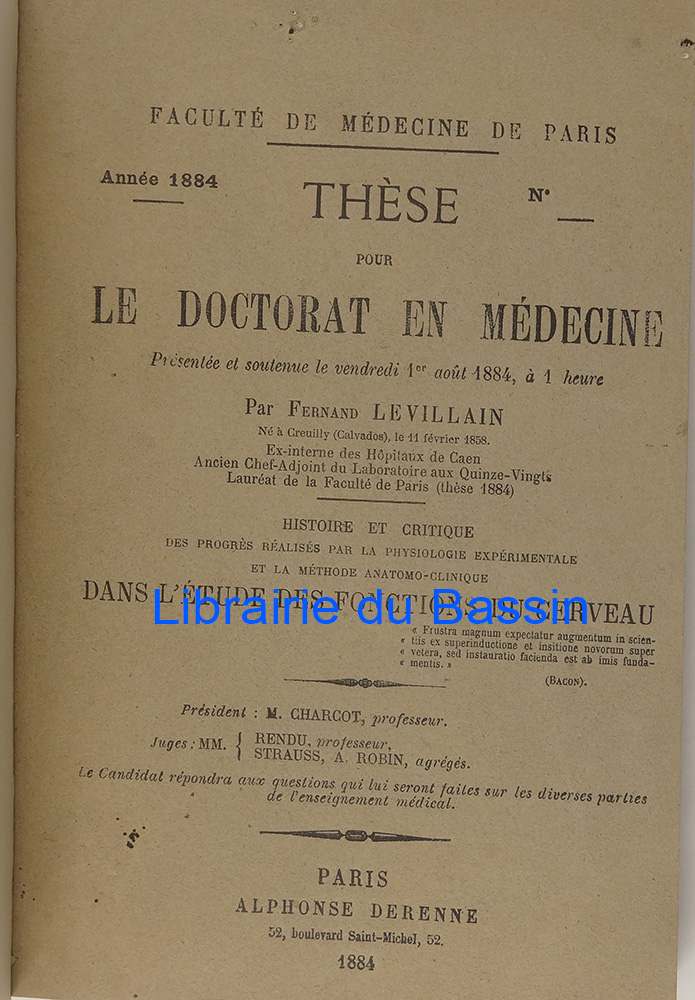 FACULTÉ DE MÉDECINE DE PARIS
Année 1884
THÈSE
N°
POUR
LE DOCTORAT EN MÉDECINE
Présentée et soutenue le vendredi 1er août 1884, à 1 heure
Par FERNAND LEVILLAIN
Né à Creuilly (Calvados), le 11 février 1858.
Ex-interne des Hôpitaux de Caen
Ancien Chef-Adjoint du Laboratoire aux Quinze-Vingts
Lauréat de la Faculté de Paris (thèse 1884)
HISTOIRE ET CRITIQUE
DES PROGRÈS RÉALISÉS PAR LA PHYSIOLOGIE EXPÉRIMENTALE
ET LA MÉTHODE ANATOMO-CLINIQUE
DANS L'ÉTUDE DES FONCTIONS DU CERVEAU
Librairie du Bassin
« Frustra magnum expectatur augmentum in scien-
« tiis ex superinductione et insitione novorum super
« vetera, sed instauratio facienda est ab imis funda-
« mentis. »
(BACON).
Président : M. CHARCOT, professeur.
Juges : MM. { RENDU, professeur,
STRAUSS, A. ROBIN, agrégés.
Le Candidat répondra aux questions qui lui seront faites sur les diverses parties
de l'enseignement médical.
PARIS
ALPHONSE DERENNE
52, boulevard Saint-Michel, 52.
1884